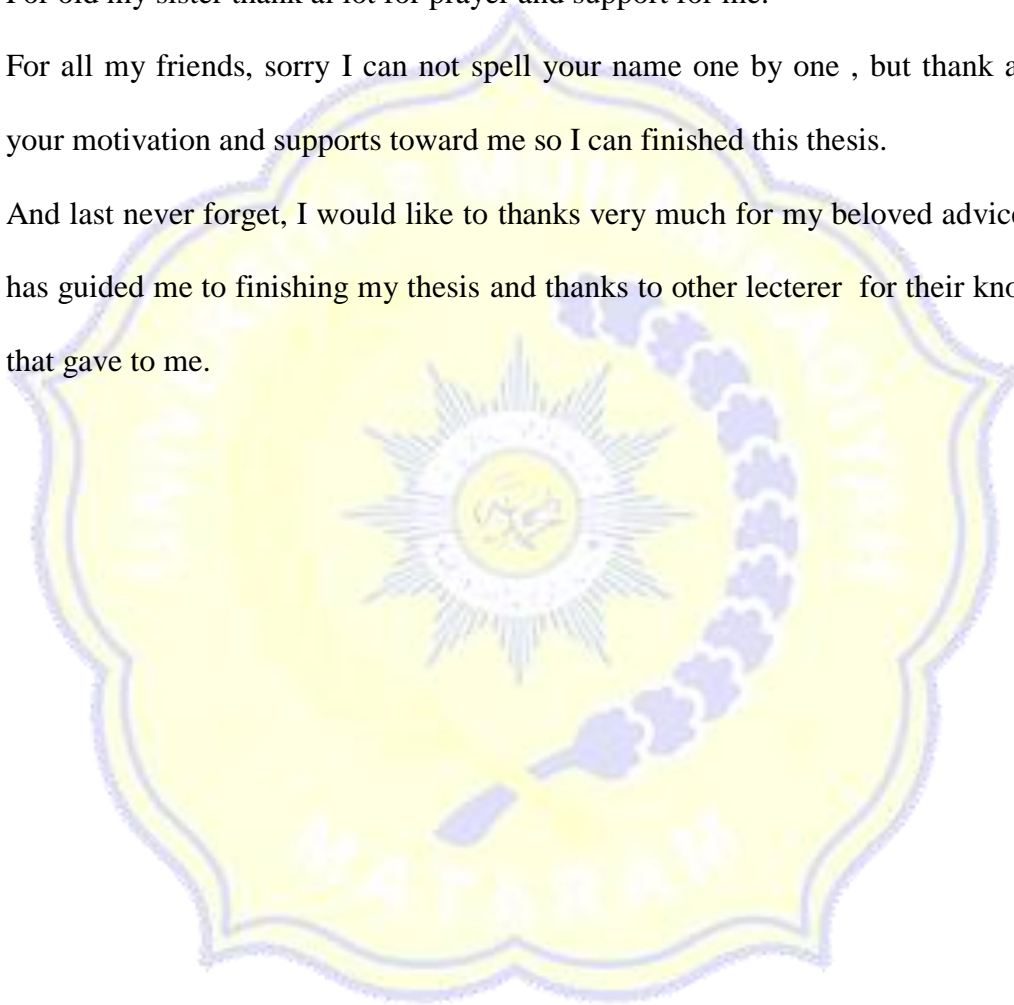 For old my sister thank al lot for prayer and support for me.
For all my friends, sorry I can not spell your name one by one , but thank a
your motivation and supports toward me so I can finished this thesis.
And last never forget, I would like to thanks very much for my beloved advice
has guided me to finishing my thesis and thanks to other lecterer for their kno
that gave to me.
MATARAM